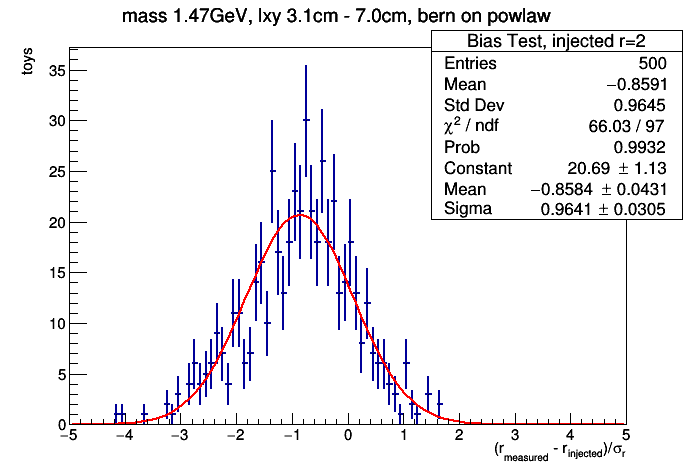 mass 1.47GeV, lxy 3.1cm - 7.0cm, bern on powlaw
Bias Test, injected r=2
Entries 500
Mean −0.8591
Std Dev 0.9645
χ² / ndf 66.03 / 97
Prob 0.9932
Constant 20.69 ± 1.13
Mean −0.8584 ± 0.0431
Sigma 0.9641 ± 0.0305
toys
35
30
25
20
15
10
5
0
−5 −4 −3 −2 −1 0 1 2 3 4 5
(r_measured - r_injected)/σ_r